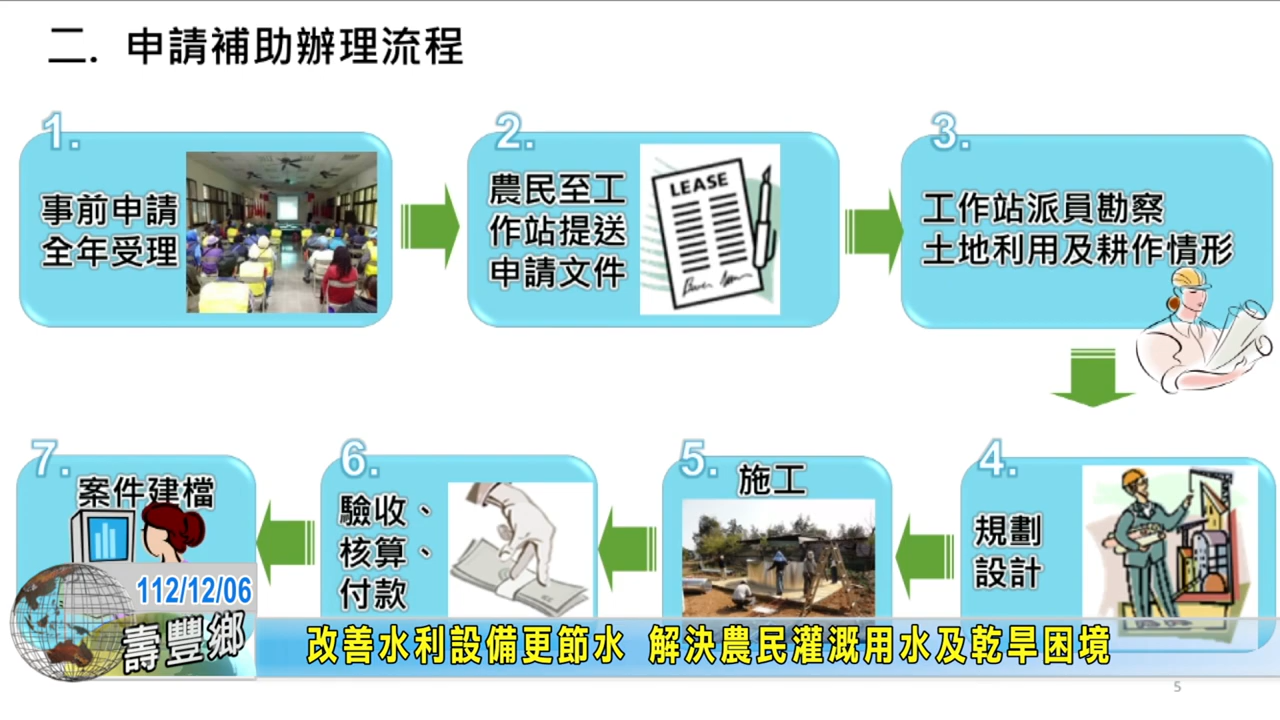 二. 申請補助辦理流程
1.
事前申請
全年受理
2.
農民至工
作站提送
申請文件
LEASE
3.
工作站派員勘察
土地利用及耕作情形
4.
規劃
設計
5.
施工
6.
驗收、
核算、
付款
7.
案件建檔
112/12/06
壽豐鄉
改善水利設備更節水 解決農民灌溉用水及乾旱困境
5